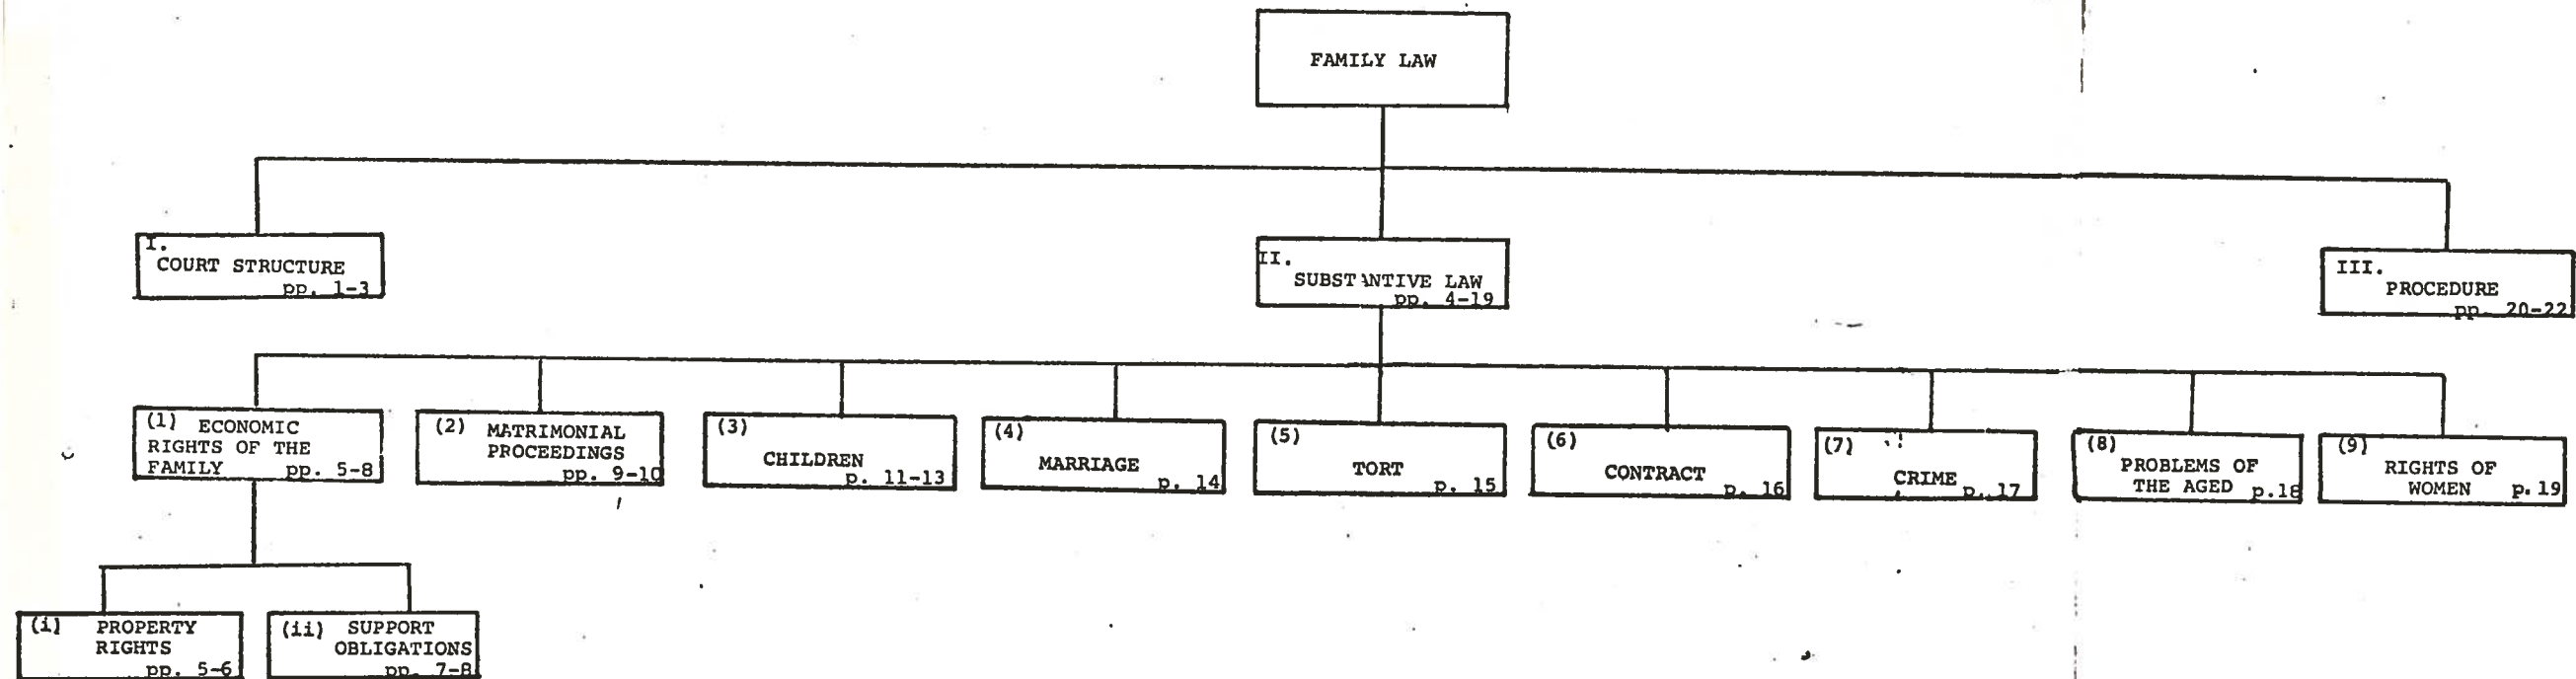 FAMILY LAW
I.
COURT STRUCTURE
pp. 1-3
II.
SUBSTANTIVE LAW
pp. 4-19
III.
PROCEDURE
pp. 20-22
(1) ECONOMIC
RIGHTS OF THE
FAMILY pp. 5-8
(2) MATRIMONIAL
PROCEEDINGS
pp. 9-10
(3)
CHILDREN
p. 11-13
(4)
MARRIAGE
p. 14
(5)
TORT
p. 15
(6)
CONTRACT
p. 16
(7)
CRIME
p. 17
(8)
PROBLEMS OF
THE AGED p.18
(9)
RIGHTS OF
WOMEN p.19
(i) PROPERTY
RIGHTS
pp. 5-6
(ii) SUPPORT
OBLIGATIONS
pp. 7-8